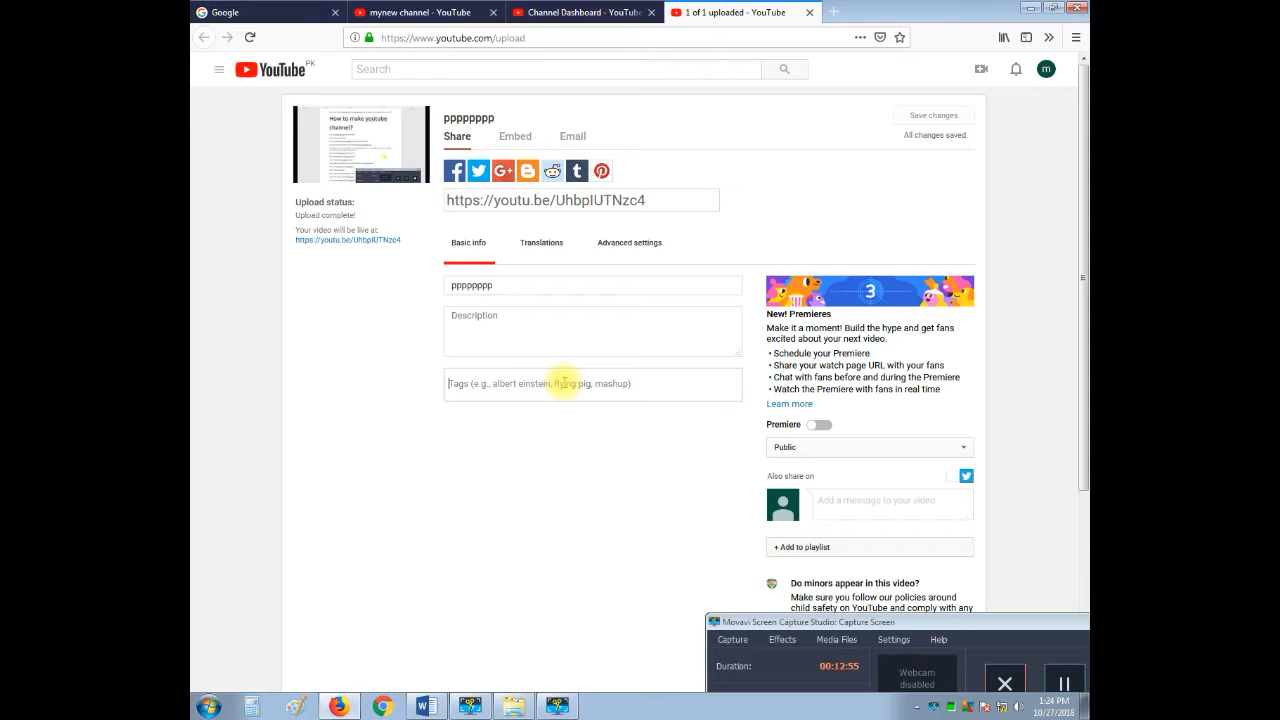 Google
mynew channel - YouTube
Channel Dashboard - YouTube
1 of 1 uploaded - YouTube
https://www.youtube.com/upload
YouTube PK
Search
m
pppppppp
Save changes
Share Embed Email
All changes saved.
How to make youtube
channel?
https://youtu.be/UhbpIUTNzc4
Upload status:
Upload complete!
Your video will be live at:
https://youtu.be/UhbpIUTNzc4
Basic info Translations Advanced settings
pppppppp
Description
Tags (e.g., albert einstein, flying pig, mashup)
3
New! Premieres
Make it a moment! Build the hype and get fans
excited about your next video.
• Schedule your Premiere
• Share your watch page URL with your fans
• Chat with fans before and during the Premiere
• Watch the Premiere with fans in real time
Learn more
Premiere
Public
Also share on
Add a message to your video
+ Add to playlist
Do minors appear in this video?
Make sure you follow our policies around
child safety on YouTube and comply with any
Movavi Screen Capture Studio: Capture Screen
Capture Effects Media Files Settings Help
Duration: 00:12:55
Webcam
disabled
1:24 PM
10/27/2018